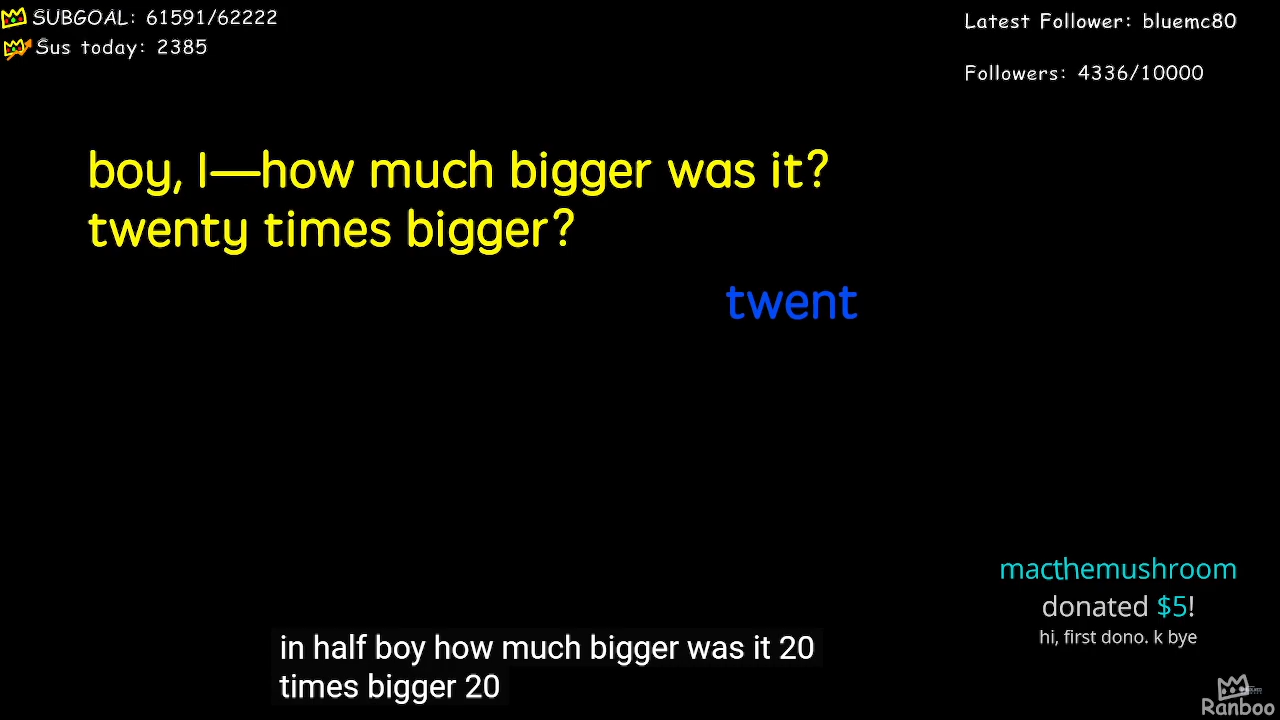 SUBGOAL: 61591/62222
Sus today: 2385
Latest Follower: bluemc80
Followers: 4336/10000
boy, I—how much bigger was it?
twenty times bigger?
twent
macthemushroom
donated $5!
hi, first dono. k bye
in half boy how much bigger was it 20
times bigger 20
Ranboo